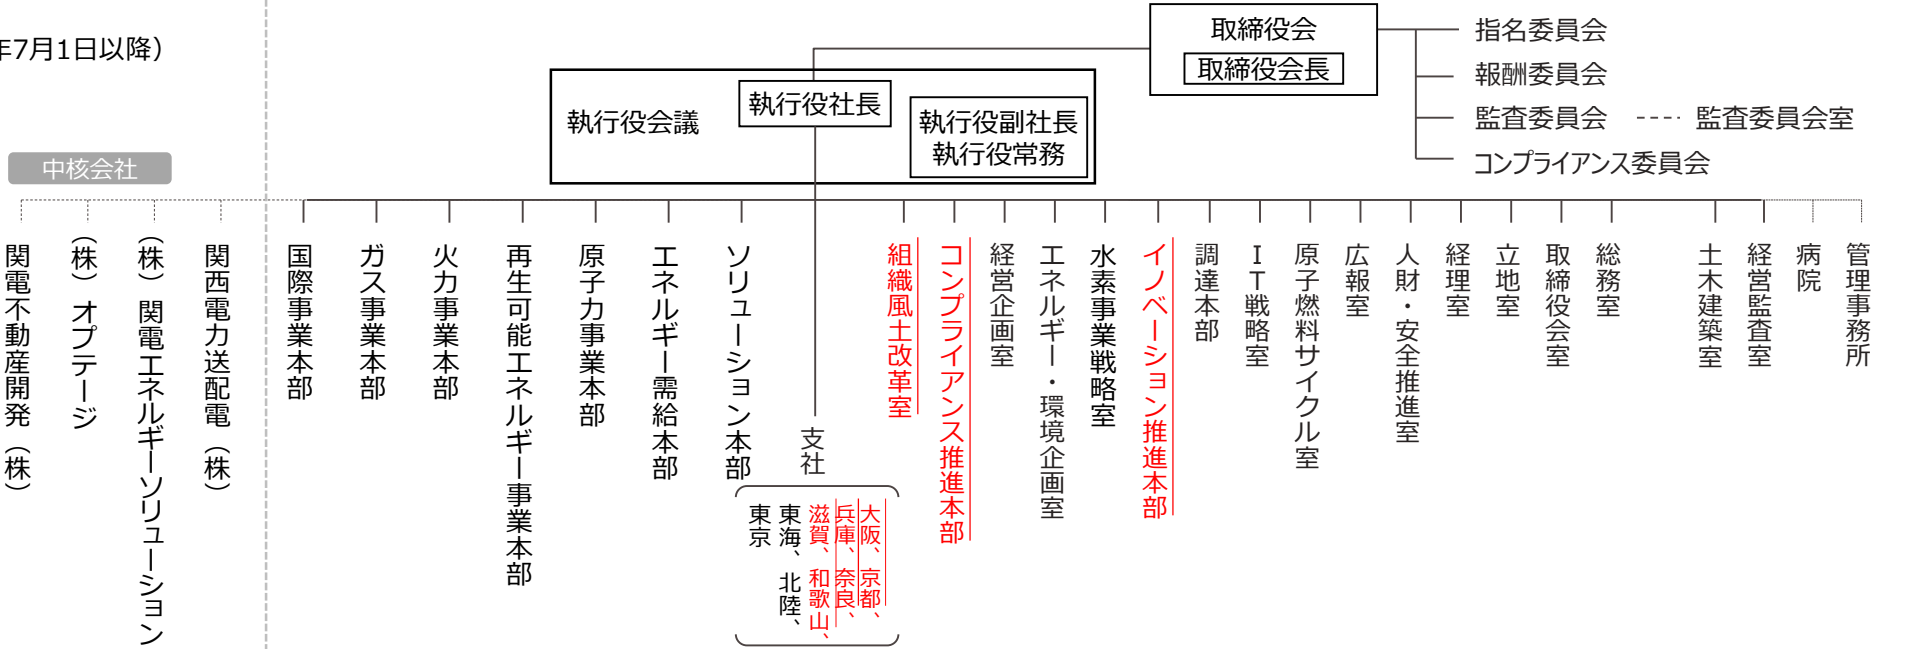 年7月1日以降）
取締役会
取締役会長
指名委員会
報酬委員会
監査委員会
監査委員会室
コンプライアンス委員会
執行役会議
執行役社長
執行役副社長
執行役常務
中核会社
関電不動産開発（株）
（株）オプテージ
（株）関電エネルギーソリューション
関西電力送配電（株）
国際事業本部
ガス事業本部
火力事業本部
再生可能エネルギー事業本部
原子力事業本部
エネルギー需給本部
ソリューション本部
支社
大阪、京都、
兵庫、奈良、
滋賀、和歌山、
東海、北陸、
東京
組織風土改革室
コンプライアンス推進本部
経営企画室
エネルギー・環境企画室
水素事業戦略室
イノベーション推進本部
調達本部
ＩＴ戦略室
原子燃料サイクル室
広報室
人財・安全推進室
経理室
立地室
取締役会室
総務室
土木建築室
経営監査室
病院
管理事務所